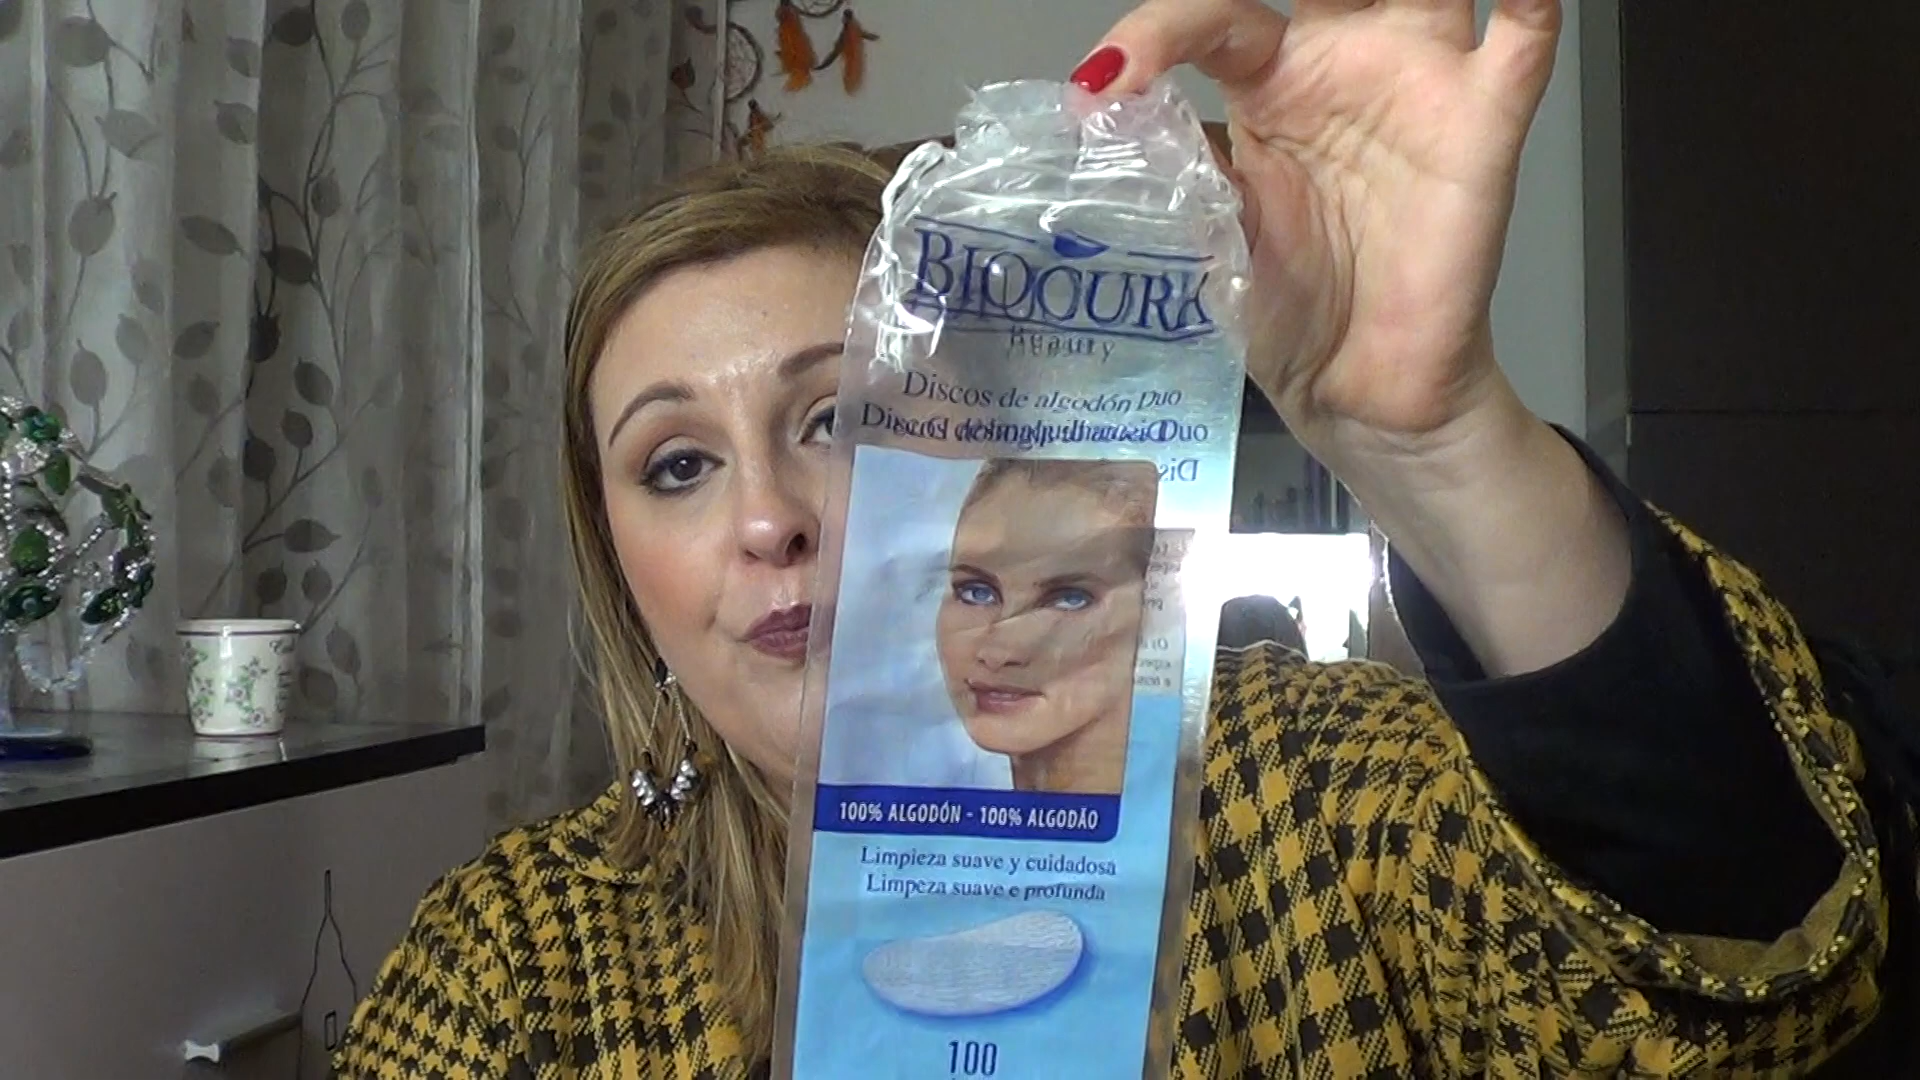 BIOCURA
Beauty
Discos de algodón Duo
Discos desmaquilhantes Duo
100% ALGODÓN - 100% ALGODÃO
Limpieza suave y cuidadosa
Limpeza suave e profunda
100